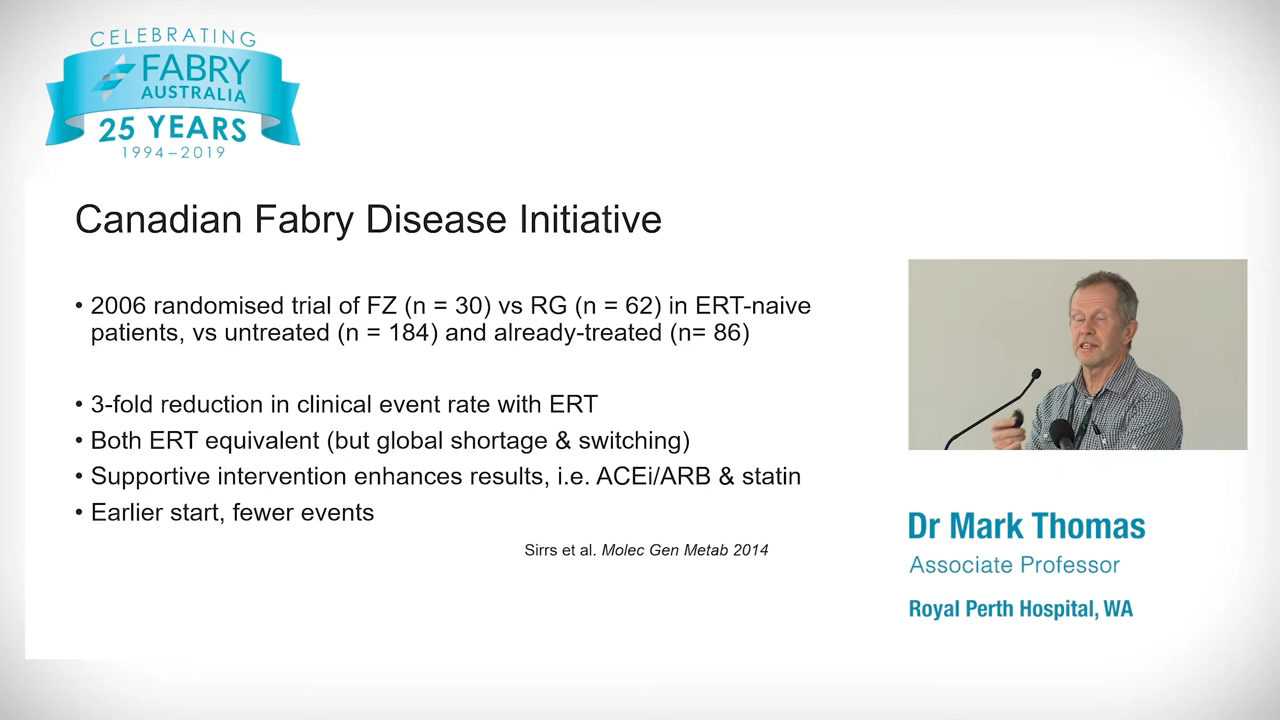 CELEBRATING
FABRY
AUSTRALIA
25 YEARS
1994–2019
Canadian Fabry Disease Initiative
• 2006 randomised trial of FZ (n = 30) vs RG (n = 62) in ERT-naive
patients, vs untreated (n = 184) and already-treated (n= 86)
• 3-fold reduction in clinical event rate with ERT
• Both ERT equivalent (but global shortage & switching)
• Supportive intervention enhances results, i.e. ACEi/ARB & statin
• Earlier start, fewer events
Sirrs et al. Molec Gen Metab 2014
Dr Mark Thomas
Associate Professor
Royal Perth Hospital, WA